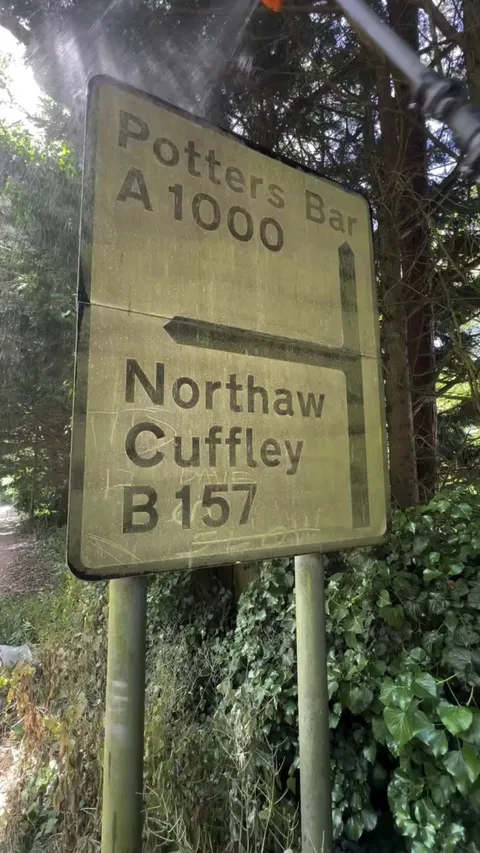 Potters Bar
A1000
Northaw
Cuffley
B157